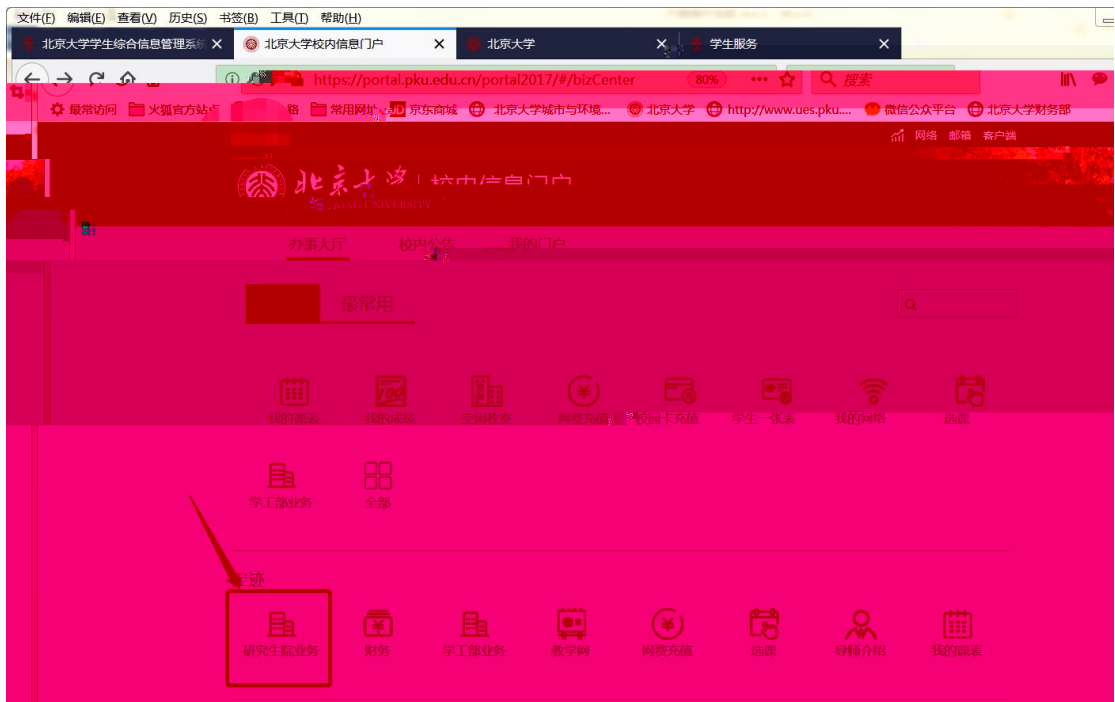 文件(F) 编辑(E) 查看(V) 历史(S) 书签(B) 工具(T) 帮助(H)
北京大学学生综合信息管理系统 北京大学校内信息门户 北京大学 学生服务
https://portal.pku.edu.cn/portal2017/#/bizCenter 80% 搜索
最常访问 火狐官方站点 常用网址 JD 京东商城 北京大学城市与环境... 北京大学 http://www.ues.pku.... 微信公众平台 北京大学财务部
网络 邮箱 客户端
北京大学 校内信息门户
办事大厅 校内公告 我的门户
最常用
我的课表 我的成绩 空闲教室 网费充值 校园卡充值 学生一张表 我的网络 选课
学工部业务 全部
足迹
研究生院业务 财务 学工部业务 教学网 网费充值 选课 导师介绍 我的课表